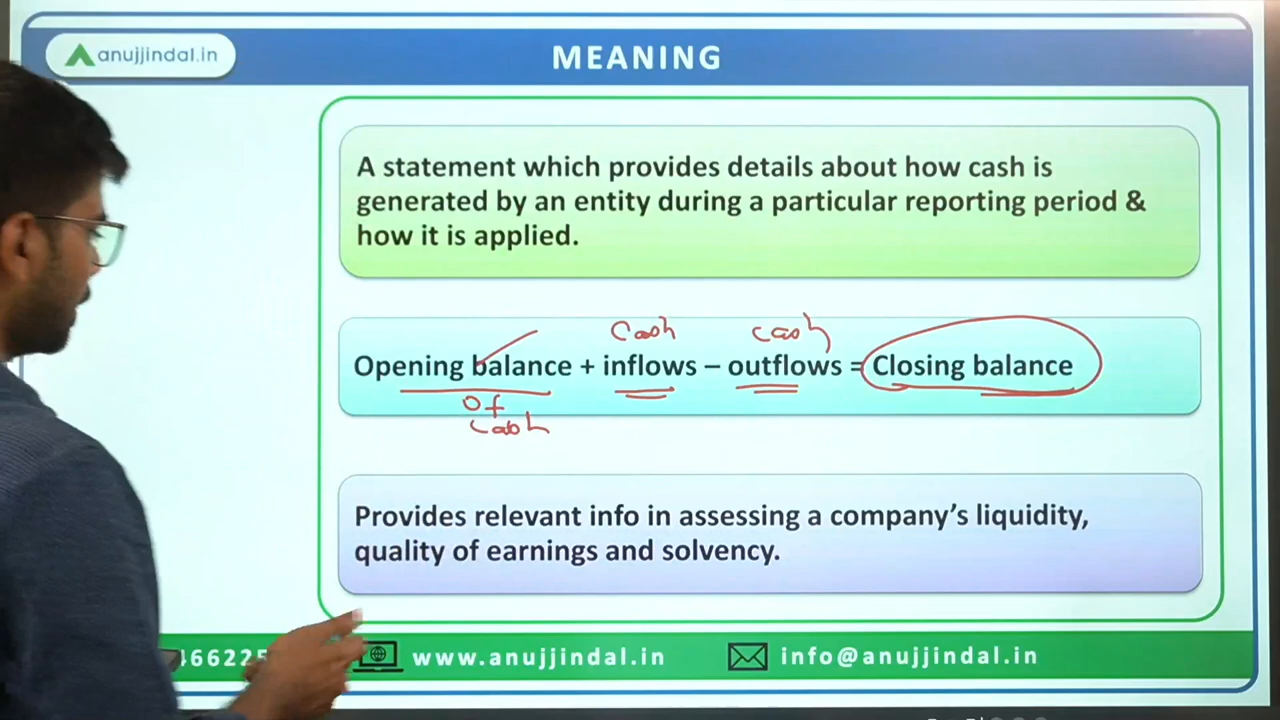 anujjindal.in
MEANING
A statement which provides details about how cash is
generated by an entity during a particular reporting period &
how it is applied.
Cash cash
Opening balance + inflows – outflows = Closing balance
Of
cash
Provides relevant info in assessing a company's liquidity,
quality of earnings and solvency.
46622 www.anujjindal.in info@anujjindal.in